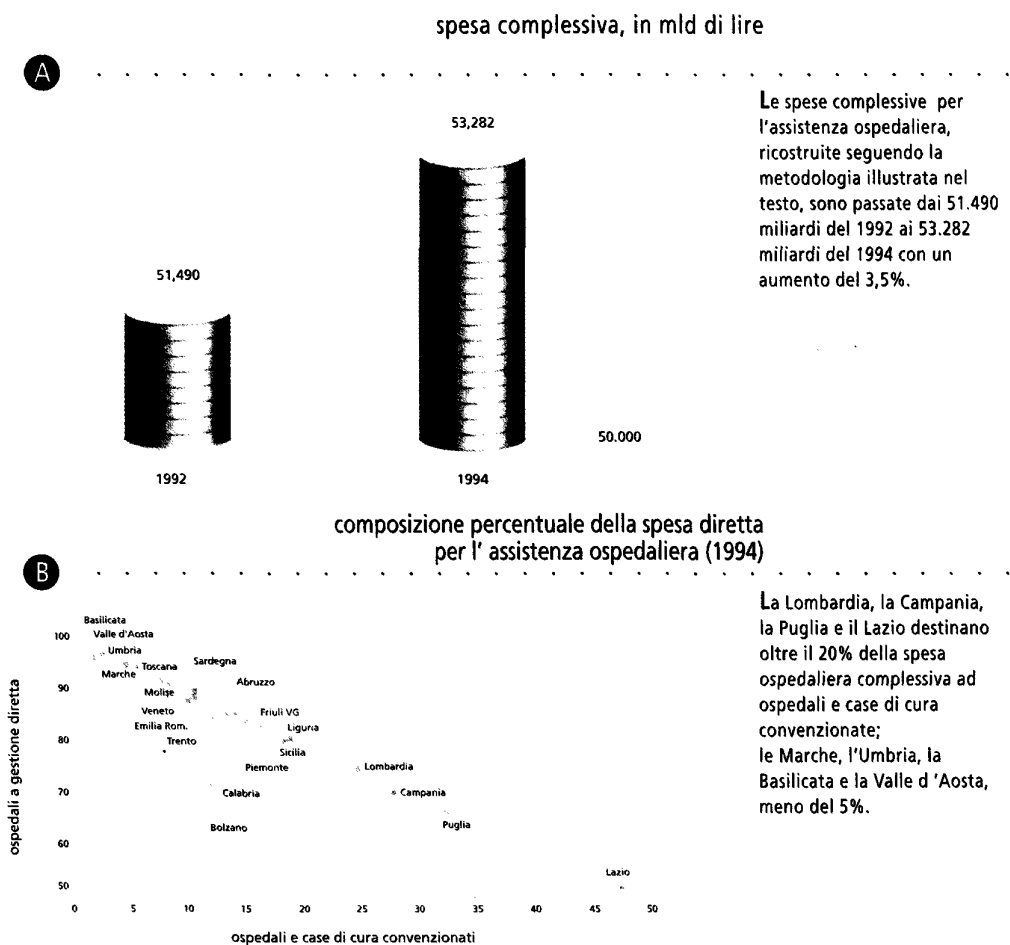 spesa complessiva, in mld di lire
A
53,282
51,490
50.000
1992
1994
Le spese complessive per
l'assistenza ospedaliera,
ricostruite seguendo la
metodologia illustrata nel
testo, sono passate dai 51.490
miliardi del 1992 ai 53.282
miliardi del 1994 con un
aumento del 3,5%.
composizione percentuale della spesa diretta
per l' assistenza ospedaliera (1994)
B
ospedali a gestione diretta
100
90
80
70
60
50
Basilicata
Valle d'Aosta
Umbria
Marche
Toscana
Sardegna
Molise
Abruzzo
Veneto
Friuli VG
Emilia Rom.
Liguria
Trento
Sicilia
Piemonte
Lombardia
Calabria
Campania
Bolzano
Puglia
Lazio
0 5 10 15 20 25 30 35 40 45 50
ospedali e case di cura convenzionati
La Lombardia, la Campania,
la Puglia e il Lazio destinano
oltre il 20% della spesa
ospedaliera complessiva ad
ospedali e case di cura
convenzionate;
le Marche, l'Umbria, la
Basilicata e la Valle d 'Aosta,
meno del 5%.